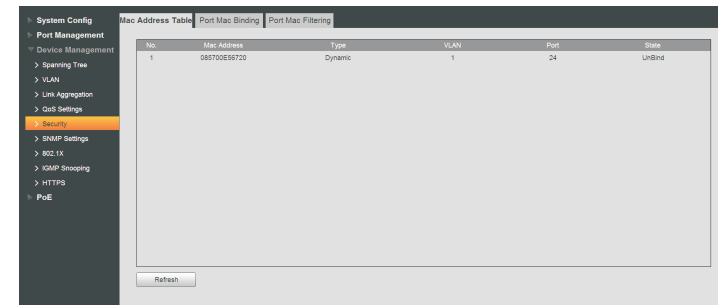 System Config
Port Management
Device Management
> Spanning Tree
> VLAN
> Link Aggregation
> QoS Settings
> Security
> SNMP Settings
> 802.1X
> IGMP Snooping
> HTTPS
PoE
Mac Address Table Port Mac Binding Port Mac Filtering
No. Mac Address Type VLAN Port State
1 085700E56720 Dynamic 1 24 UnBind
Refresh